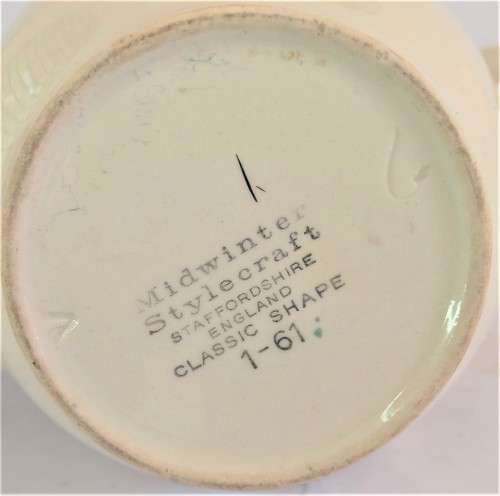 Midwinter
Stylecraft
STAFFORDSHIRE
ENGLAND
CLASSIC SHAPE
1-61